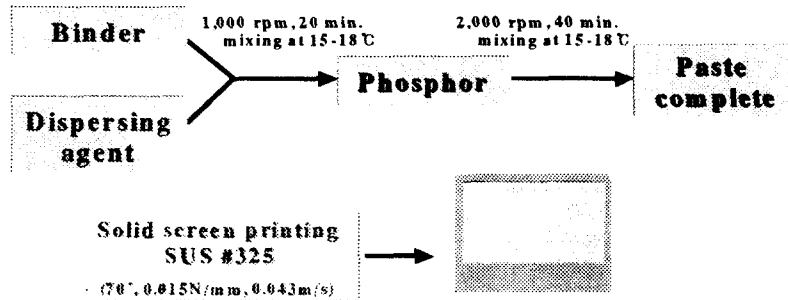 Binder
1,000 rpm, 20 min.
mixing at 15-18℃
2,000 rpm, 40 min.
mixing at 15-18℃
Phosphor
Paste
complete
Dispersing
agent
Solid screen printing
SUS #325
(70°, 0.015N/mm, 0.043m/s)